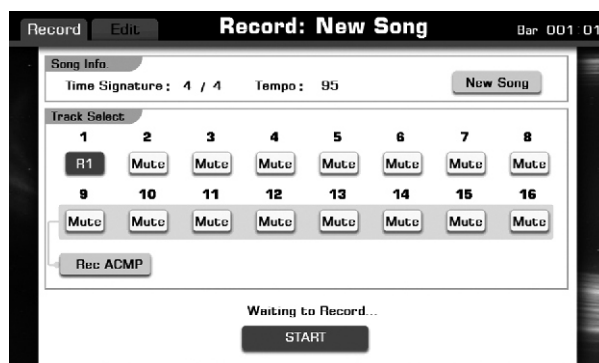 Record Edit Record: New Song Bar 001:01
Song Info.
Time Signature: 4 / 4 Tempo: 95 New Song
Track Select
1 2 3 4 5 6 7 8
R1 Mute Mute Mute Mute Mute Mute Mute
9 10 11 12 13 14 15 16
Mute Mute Mute Mute Mute Mute Mute Mute
Rec ACMP
Waiting to Record...
START